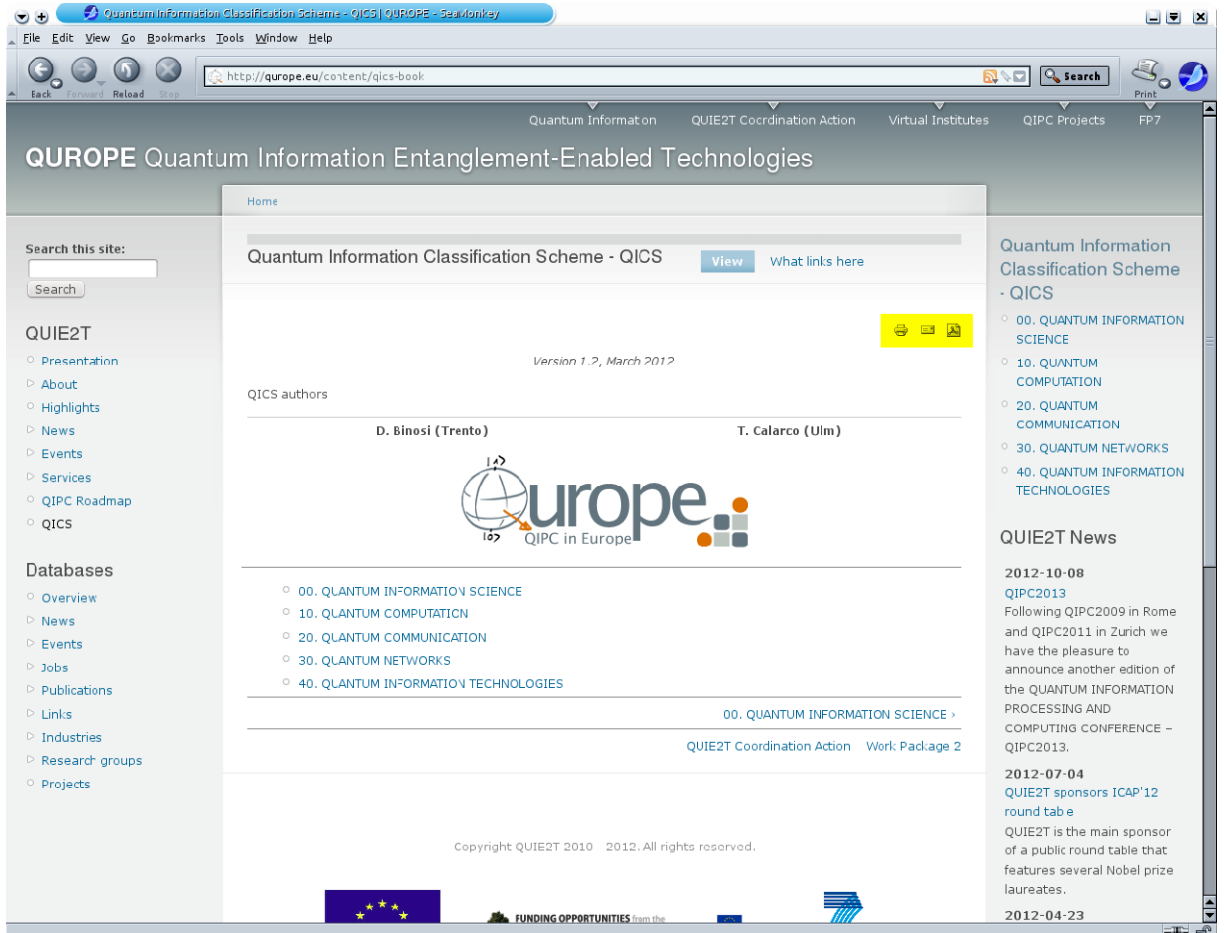 Quantum Information Classification Scheme - QICS | QUROPE - SeaMonkey
File Edit View Go Bookmarks Tools Window Help
http://qurope.eu/content/qics-book
Search
Back Forward Reload Stop
Print
Quantum Information QUIE2T Coordination Action Virtual Institutes QIPC Projects FP7
QUROPE Quantum Information Entanglement-Enabled Technologies
Home
Search this site:
Search
QUIE2T
Presentation
About
Highlights
News
Events
Services
QIPC Roadmap
QICS
Databases
Overview
News
Events
Jobs
Publications
Links
Industries
Research groups
Projects
Quantum Information Classification Scheme - QICS
View What links here
Version 1.2, March 2012
QICS authors
D. Binosi (Trento) T. Calarco (Ulm)
|1>
Qurope
|0>
QIPC in Europe
00. QUANTUM INFORMATION SCIENCE
10. QUANTUM COMPUTATION
20. QUANTUM COMMUNICATION
30. QUANTUM NETWORKS
40. QUANTUM INFORMATION TECHNOLOGIES
00. QUANTUM INFORMATION SCIENCE ›
QUIE2T Coordination Action Work Package 2
Copyright QUIE2T 2010 2012. All rights reserved.
FUNDING OPPORTUNITIES from the
Quantum Information
Classification Scheme
- QICS
00. QUANTUM INFORMATION
SCIENCE
10. QUANTUM
COMPUTATION
20. QUANTUM
COMMUNICATION
30. QUANTUM NETWORKS
40. QUANTUM INFORMATION
TECHNOLOGIES
QUIE2T News
2012-10-08
QIPC2013
Following QIPC2009 in Rome
and QIPC2011 in Zurich we
have the pleasure to
announce another edition of
the QUANTUM INFORMATION
PROCESSING AND
COMPUTING CONFERENCE –
QIPC2013.
2012-07-04
QUIE2T sponsors ICAP'12
round table
QUIE2T is the main sponsor
of a public round table that
features several Nobel prize
laureates.
2012-04-23